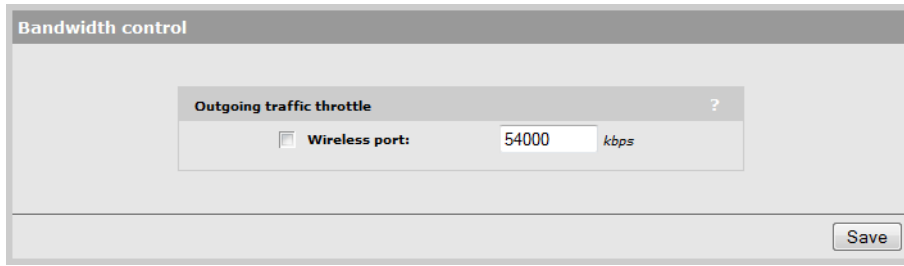 Bandwidth control
Outgoing traffic throttle ?
Wireless port: 54000 kbps
Save